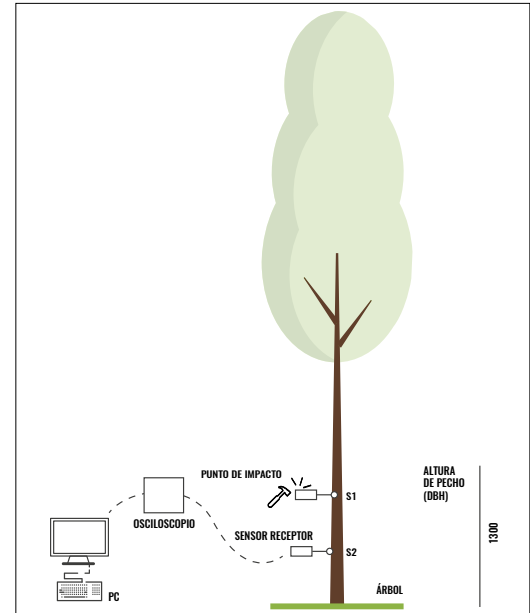 PUNTO DE IMPACTO
S1
ALTURA
DE PECHO
(DBH)
OSCILOSCOPIO
SENSOR RECEPTOR
S2
1300
PC
ÁRBOL